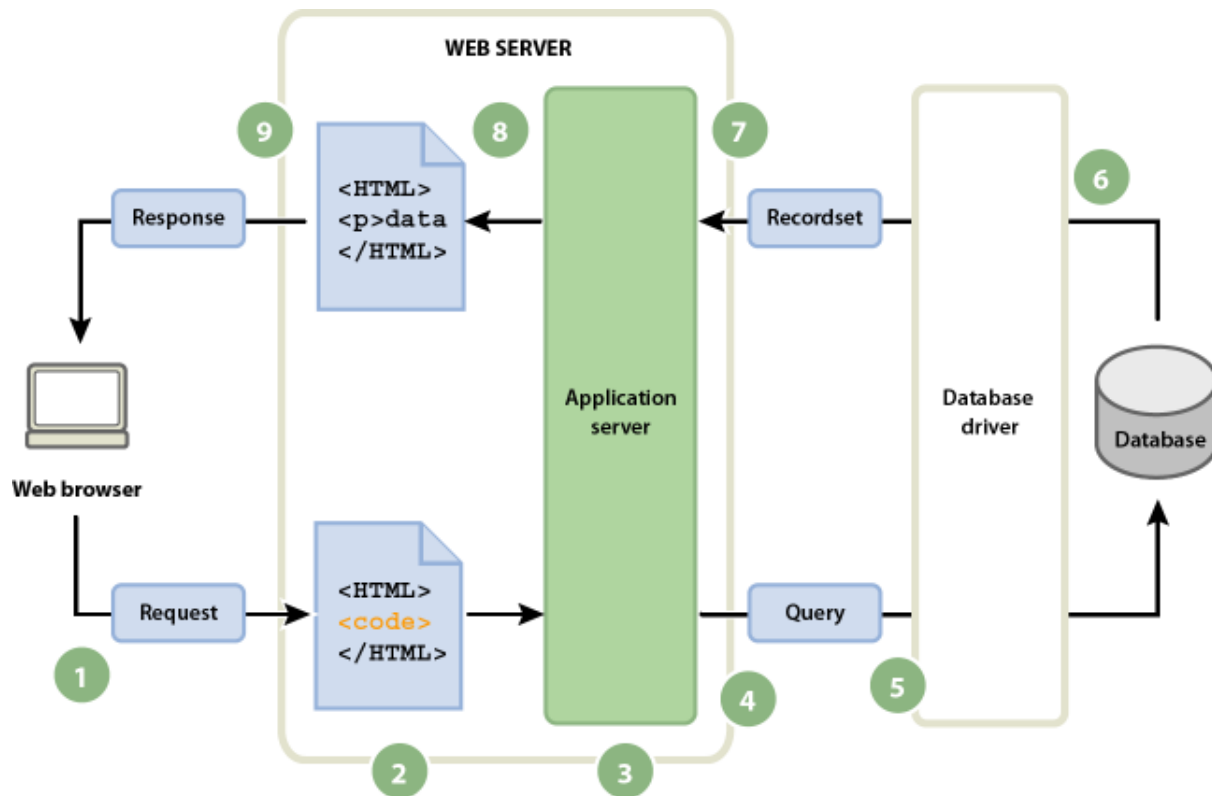 WEB SERVER
9
8
7
6
<HTML>
<p>data
</HTML>
Response
Recordset
Application
server
Database
driver
Database
Web browser
<HTML>
<code>
</HTML>
Request
Query
1
2
3
4
5